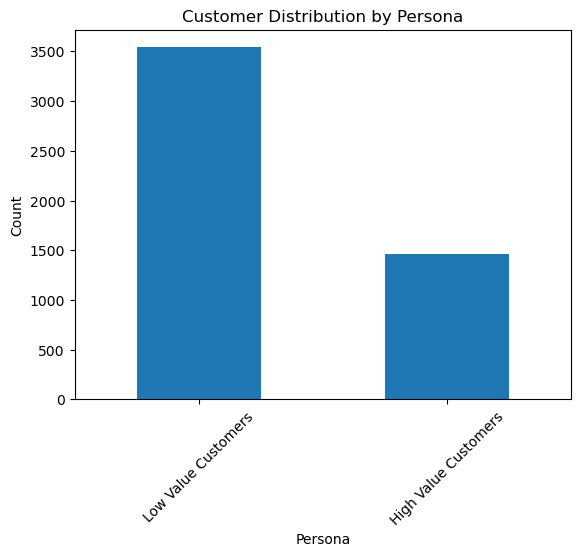 Customer Distribution by Persona
3500
3000
2500
2000
1500
1000
500
0
Count
Low Value Customers
High Value Customers
Persona